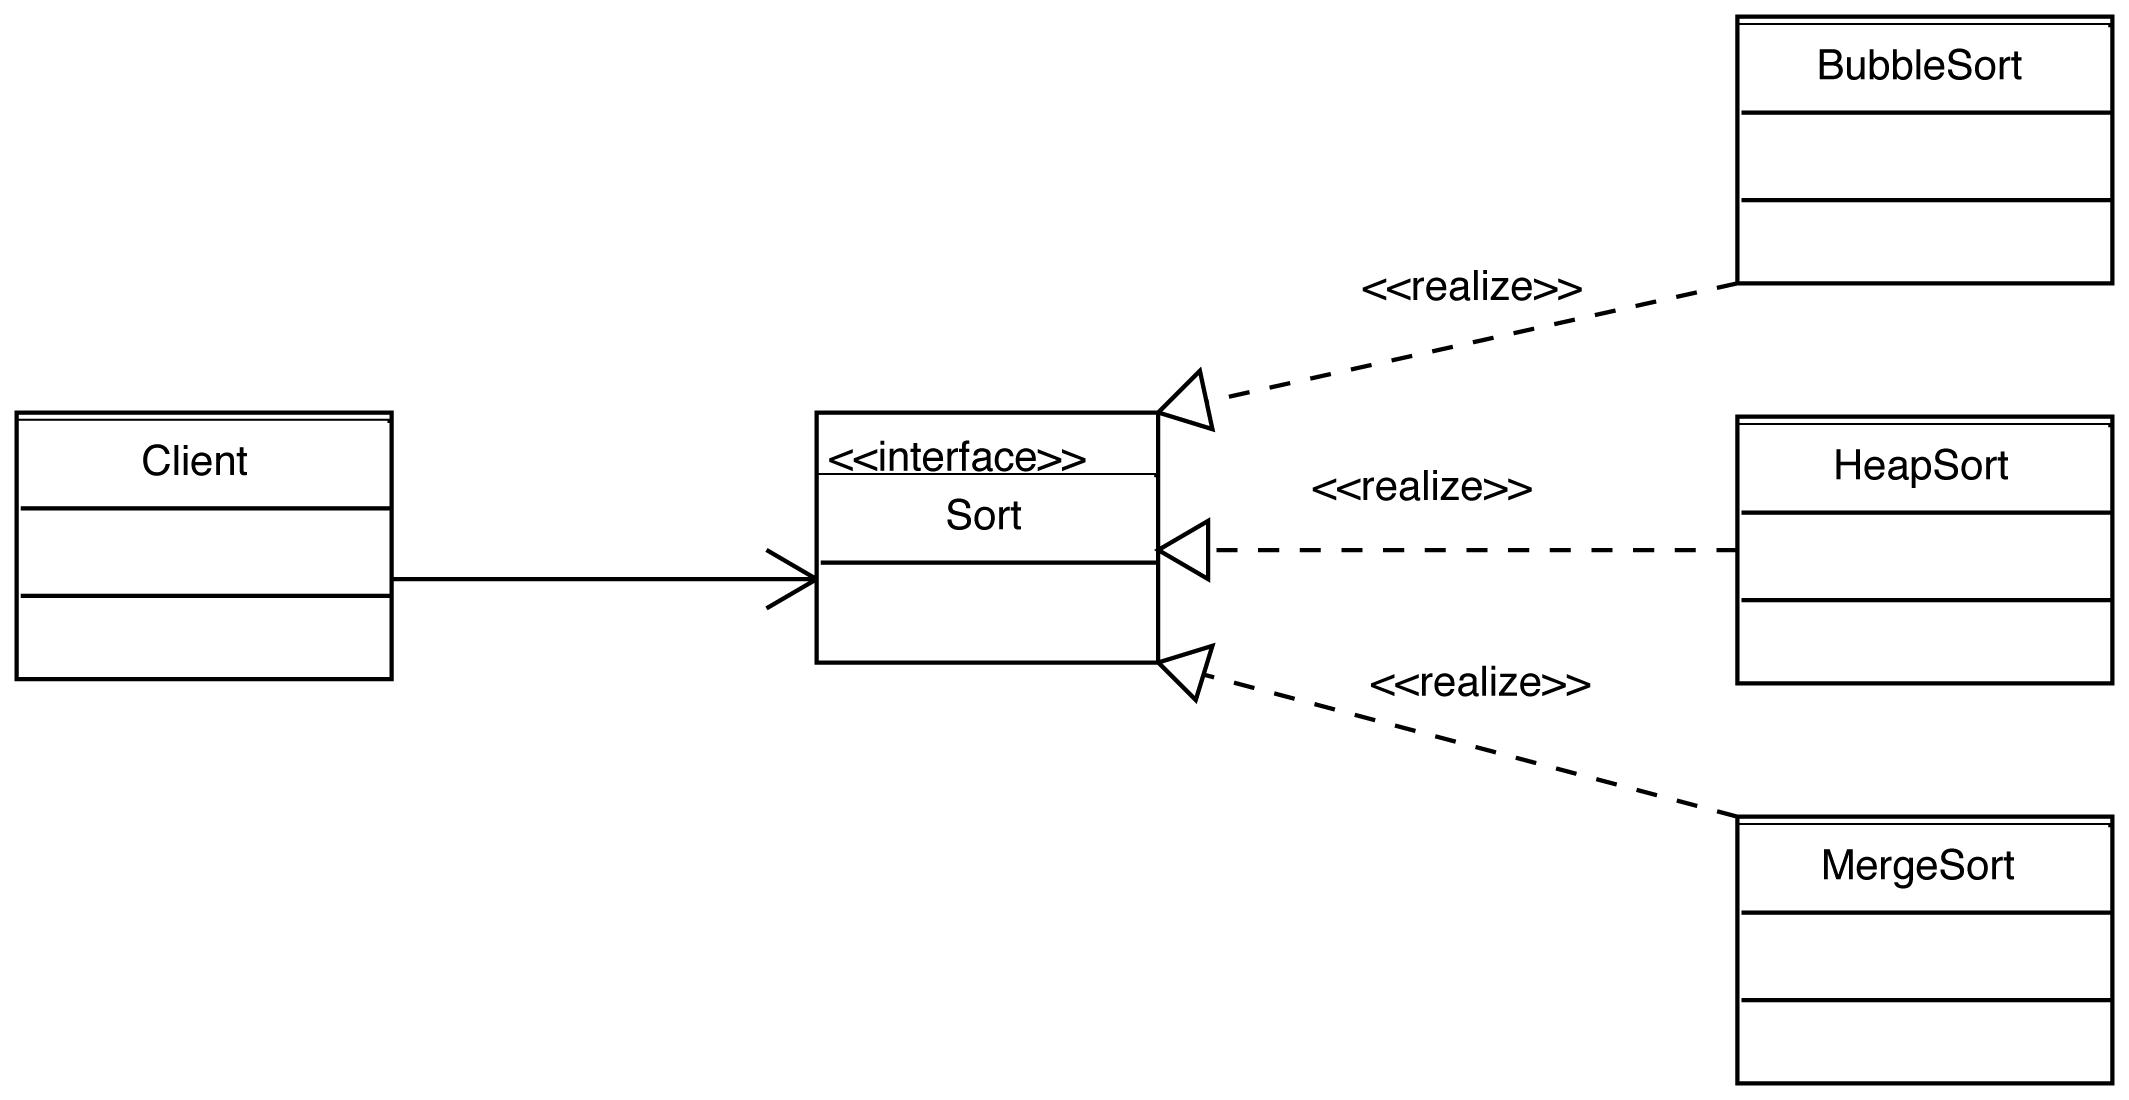 BubbleSort
<<realize>>
Client
<<interface>>
Sort
<<realize>>
HeapSort
<<realize>>
MergeSort